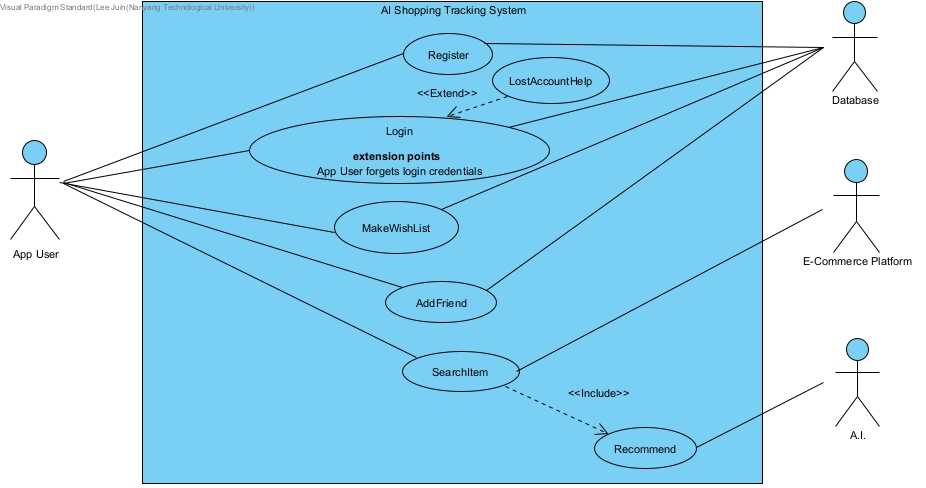 Visual Paradigm Standard(Lee Juin(Nanyang Technological University))
AI Shopping Tracking System
Register
LostAccountHelp
<<Extend>>
Database
Login
extension points
App User forgets login credentials
App User
MakeWishList
E-Commerce Platform
AddFriend
SearchItem
<<Include>>
A.I.
Recommend